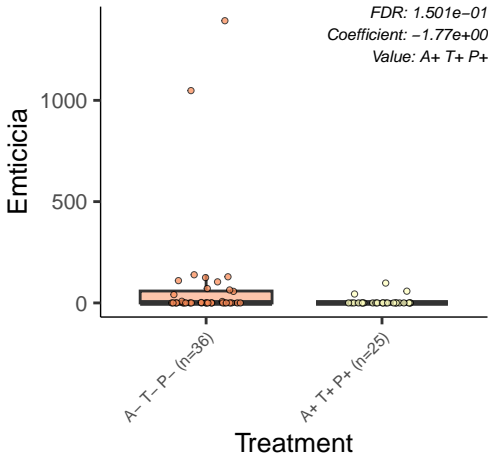 FDR: 1.501e−01
Coefficient: −1.77e+00
Value: A+ T+ P+
Emticicia
1000
500
0
A− T− P− (n=36)
A+ T+ P+ (n=25)
Treatment